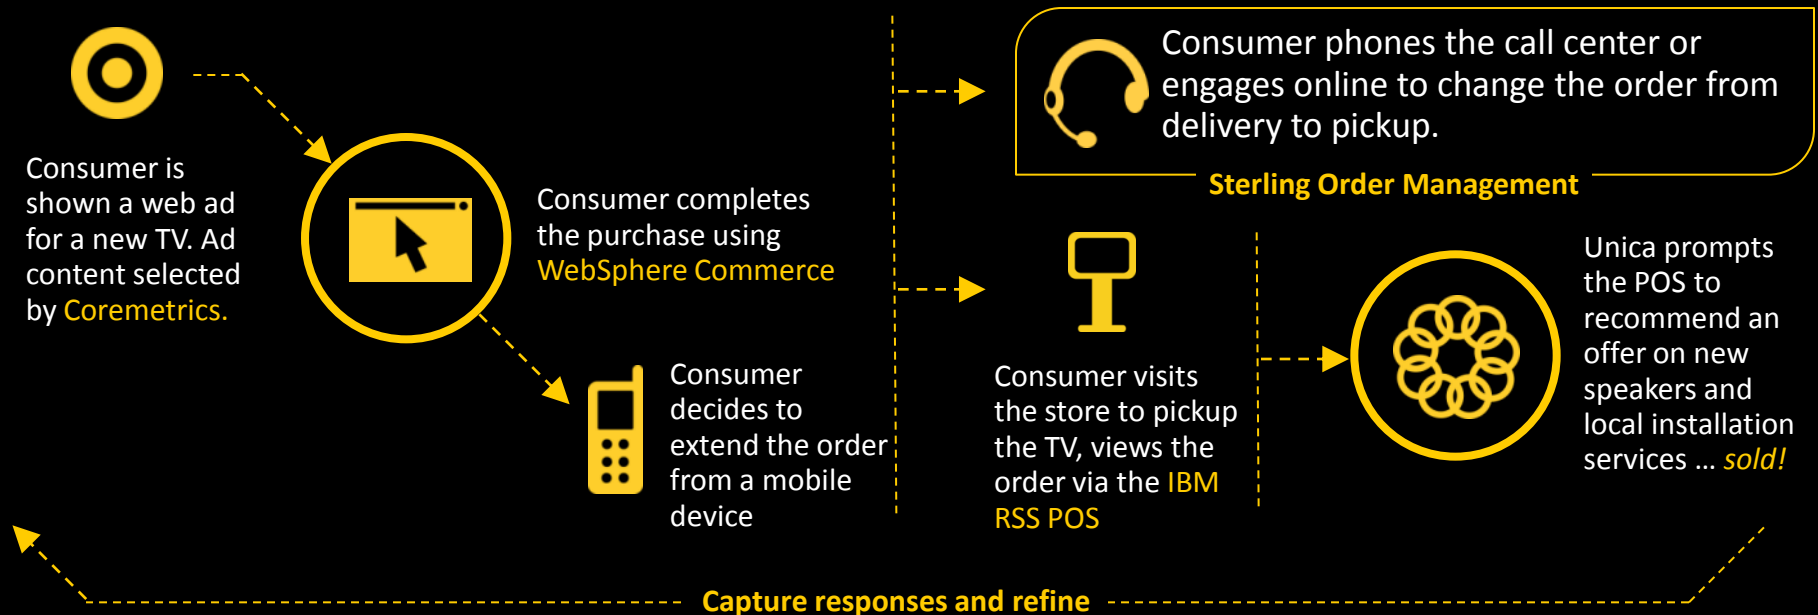 Consumer is
shown a web ad
for a new TV. Ad
content selected
by Coremetrics.
Consumer completes
the purchase using
WebSphere Commerce
Consumer
decides to
extend the order
from a mobile
device
Consumer phones the call center or
engages online to change the order from
delivery to pickup.
Sterling Order Management
Consumer visits
the store to pickup
the TV, views the
order via the IBM
RSS POS
Unica prompts
the POS to
recommend an
offer on new
speakers and
local installation
services ... sold!
Capture responses and refine